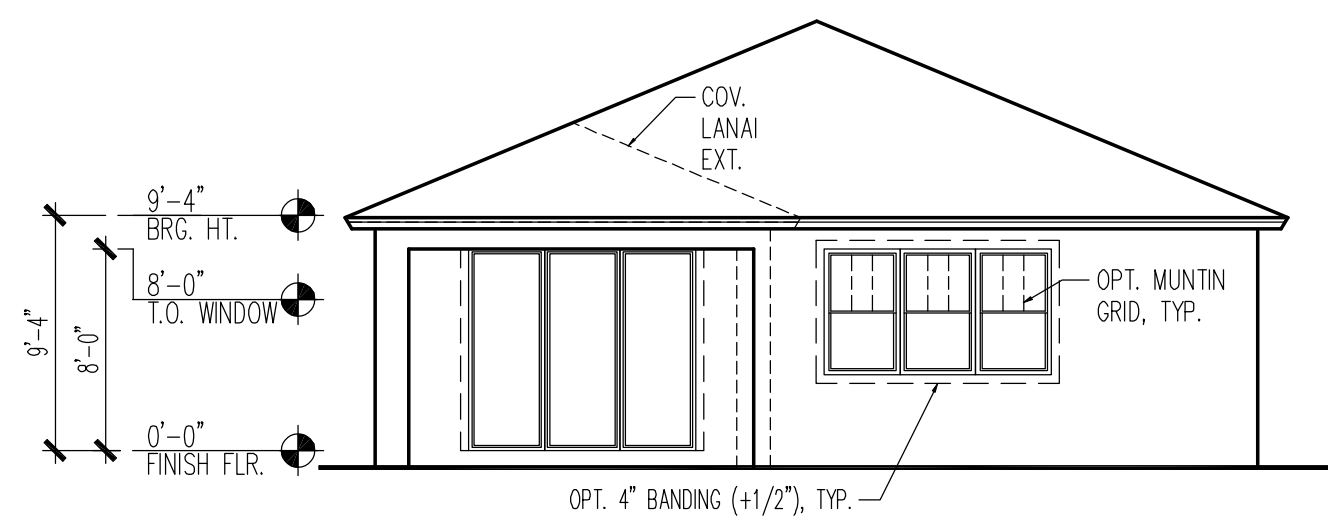 COV.
LANAI
EXT.
9'-4"
BRG. HT.
8'-0"
T.O. WINDOW
0'-0"
FINISH FLR.
9'-4"
8'-0"
OPT. MUNTIN
GRID, TYP.
OPT. 4" BANDING (+1/2"), TYP.